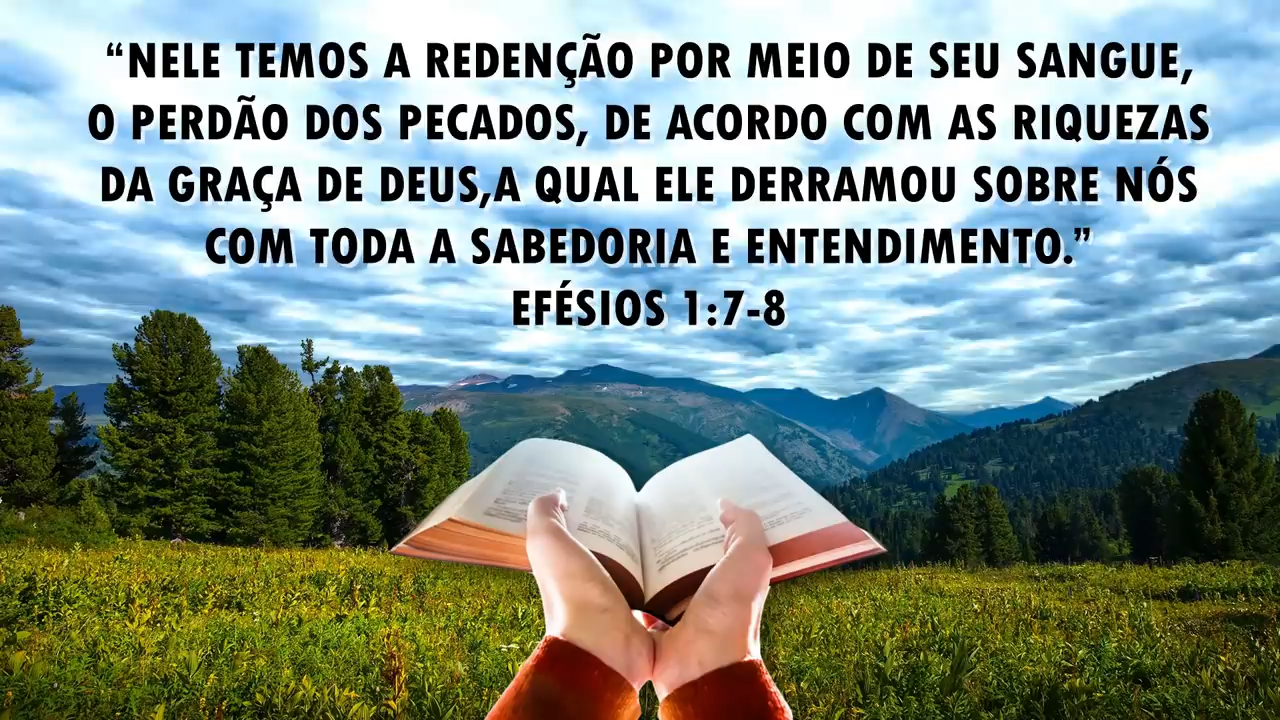 “NELE TEMOS A REDENÇÃO POR MEIO DE SEU SANGUE,
O PERDÃO DOS PECADOS, DE ACORDO COM AS RIQUEZAS
DA GRAÇA DE DEUS,A QUAL ELE DERRAMOU SOBRE NÓS
COM TODA A SABEDORIA E ENTENDIMENTO.”
EFÉSIOS 1:7-8